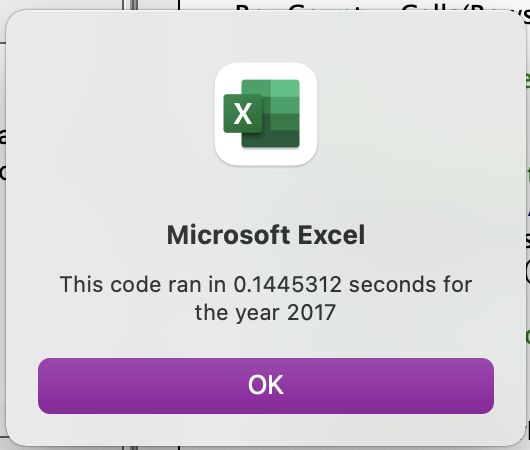 X
Microsoft Excel
This code ran in 0.1445312 seconds for
the year 2017
OK